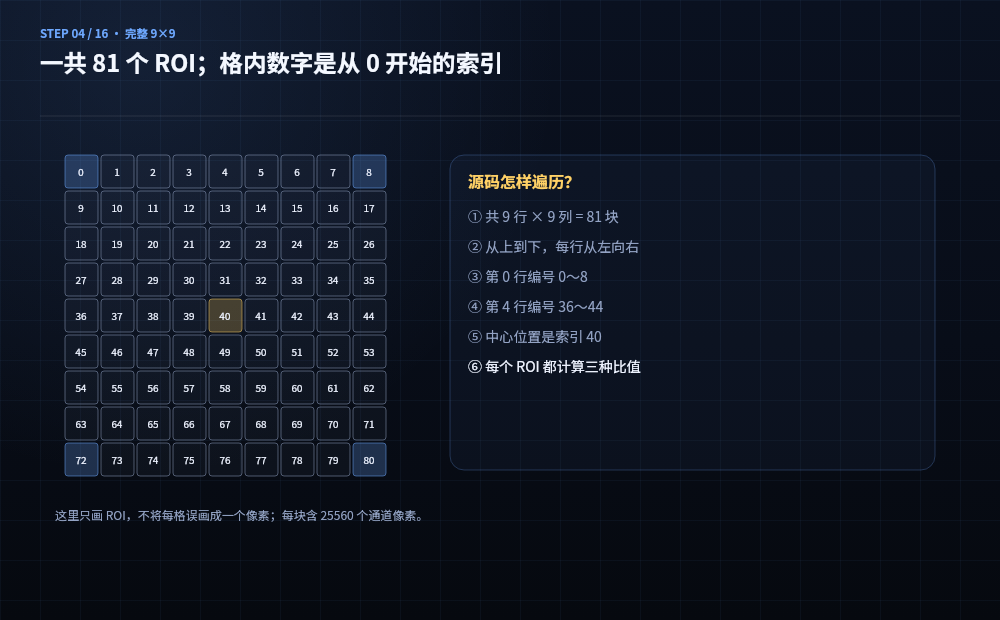 STEP 04 / 16 · 完整 9×9
一共 81 个 ROI；格内数字是从 0 开始的索引
0 1 2 3 4 5 6 7 8
9 10 11 12 13 14 15 16 17
18 19 20 21 22 23 24 25 26
27 28 29 30 31 32 33 34 35
36 37 38 39 40 41 42 43 44
45 46 47 48 49 50 51 52 53
54 55 56 57 58 59 60 61 62
63 64 65 66 67 68 69 70 71
72 73 74 75 76 77 78 79 80
源码怎样遍历？
① 共 9 行 × 9 列 = 81 块
② 从上到下，每行从左向右
③ 第 0 行编号 0～8
④ 第 4 行编号 36～44
⑤ 中心位置是索引 40
⑥ 每个 ROI 都计算三种比值
这里只画 ROI，不将每格误画成一个像素；每块含 25560 个通道像素。